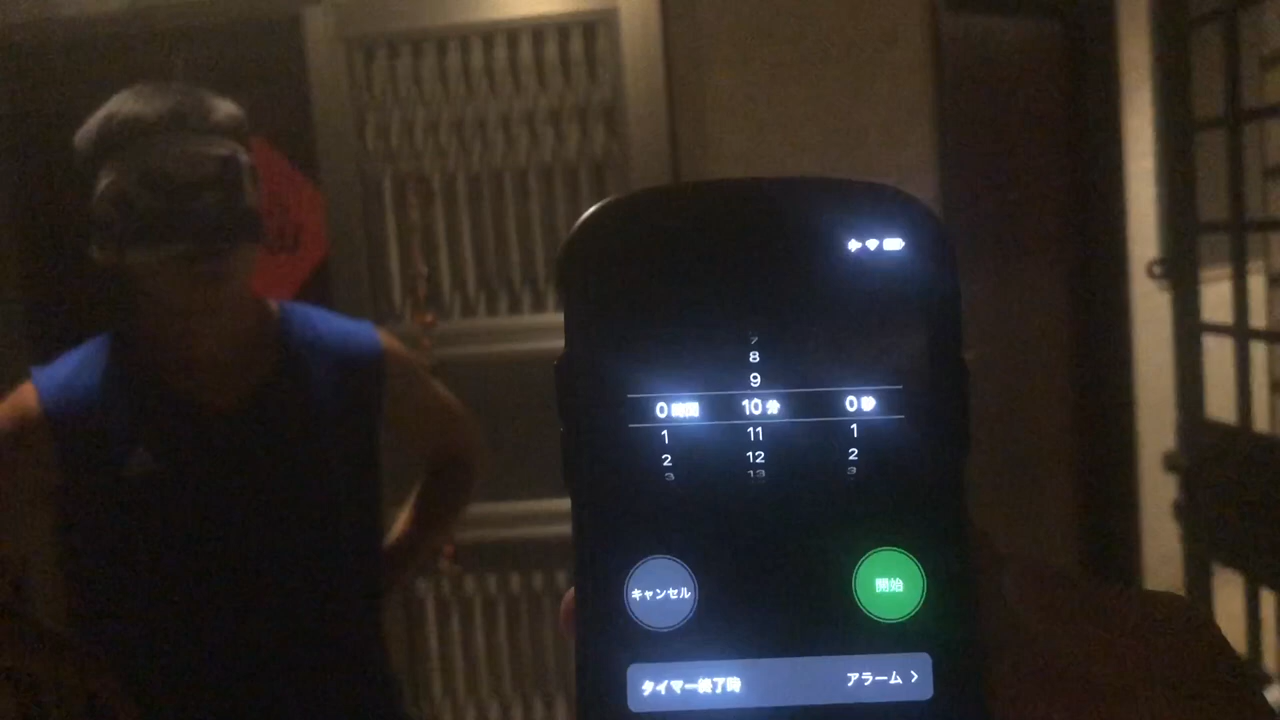 7
8
9
0 時間 10 分 0 秒
1 11 1
2 12 2
3 13 3
キャンセル 開始
タイマー終了時 アラーム >